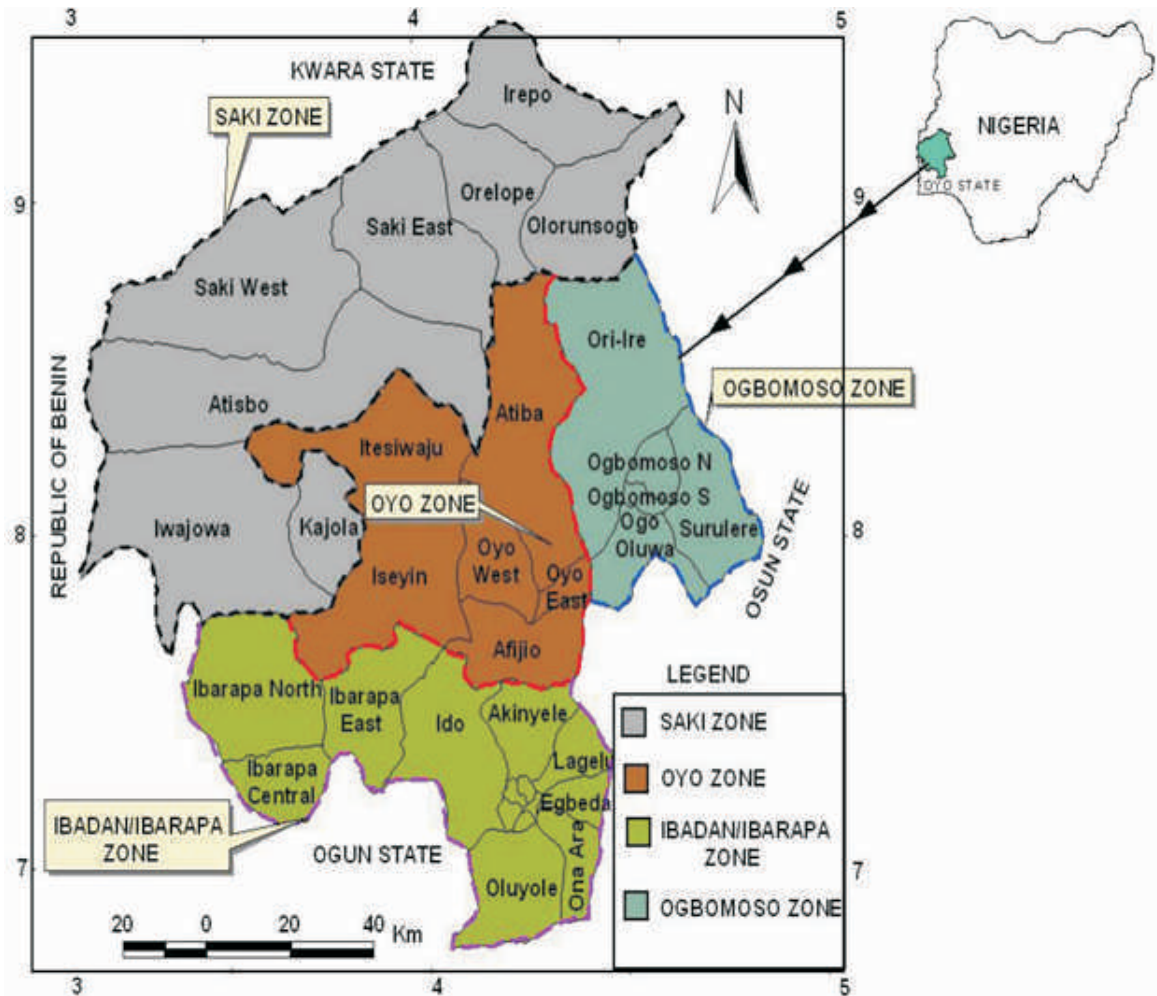 3
4
5
KWARA STATE
Irepo
N
NIGERIA
SAKI ZONE
OYO STATE
9
Orelope
9
Saki East
Olorunsogo
Saki West
Ori-Ire
REPUBLIC OF BENIN
OGBOMOSO ZONE
Atisbo
Atiba
Itesiwaju
Ogbomoso N
OYO ZONE
Ogbomoso S
8
Iwajowa
Kajola
Ogo
Oluwa
Surulere
8
OSUN STATE
Oyo
West
Iseyin
Oyo
East
Afijio
LEGEND
Ibarapa North
Ibarapa
East
Ido
Akinyele
SAKI ZONE
Lagelu
Ibarapa
Central
OYO ZONE
Egbeda
IBADAN/IBARAPA
ZONE
IBADAN/IBARAPA
ZONE
OGUN STATE
7
7
Oluyole
Ona Ara
OGBOMOSO ZONE
20
0
20
40
Km
3
4
5